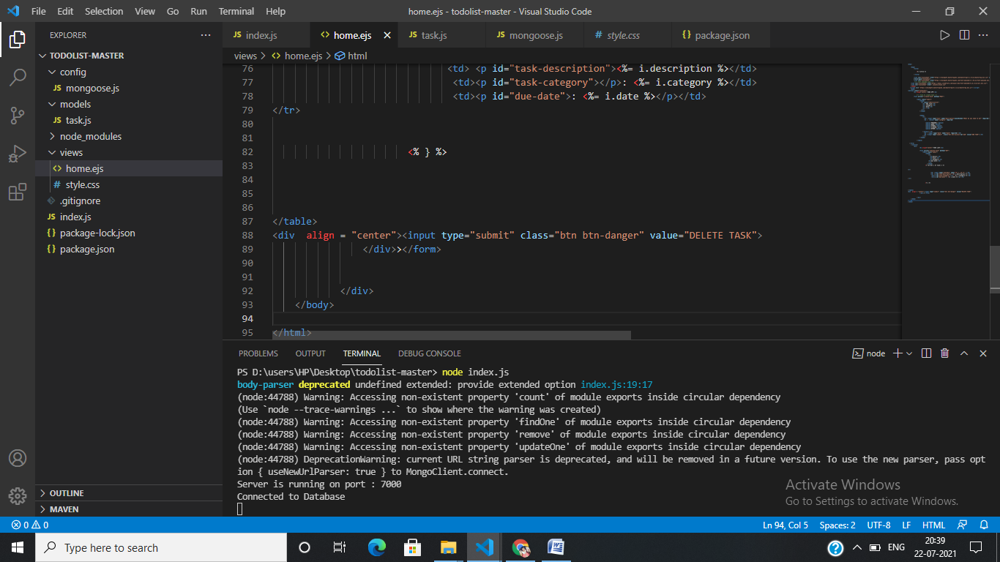 File Edit Selection View Go Run Terminal Help
home.ejs - todolist-master - Visual Studio Code
EXPLORER
TODOLIST-MASTER
config
JS mongoose.js
models
JS task.js
node_modules
views
<> home.ejs
# style.css
.gitignore
JS index.js
{} package-lock.json
{} package.json
OUTLINE
MAVEN
JS index.js
<> home.ejs
JS task.js
JS mongoose.js
# style.css
{} package.json
views > <> home.ejs > html
76 <td> <p id="task-description"><%= i.description %></td>
77 <td><p id="task-category"></p>: <%= i.category %></td>
78 <td><p id="due-date">: <%= i.date %></p></td>
79 </tr>
80
81
82 <% } %>
83
84
85
86
87 </table>
88 <div  align = "center"><input type="submit" class="btn btn-danger" value="DELETE TASK">
89 </div>></form>
90
91
92 </div>
93 </body>
94
95 </html>
PROBLEMS OUTPUT TERMINAL DEBUG CONSOLE
node
PS D:\users\HP\Desktop\todolist-master> node index.js
body-parser deprecated undefined extended: provide extended option index.js:19:17
(node:44788) Warning: Accessing non-existent property 'count' of module exports inside circular dependency
(Use `node --trace-warnings ...` to show where the warning was created)
(node:44788) Warning: Accessing non-existent property 'findOne' of module exports inside circular dependency
(node:44788) Warning: Accessing non-existent property 'remove' of module exports inside circular dependency
(node:44788) Warning: Accessing non-existent property 'updateOne' of module exports inside circular dependency
(node:44788) DeprecationWarning: current URL string parser is deprecated, and will be removed in a future version. To use the new parser, pass opt
ion { useNewUrlParser: true } to MongoClient.connect.
Server is running on port : 7000
Connected to Database
Activate Windows
Go to Settings to activate Windows.
0 0
Ln 94, Col 5 Spaces: 2 UTF-8 LF HTML
Type here to search
ENG
20:39
22-07-2021